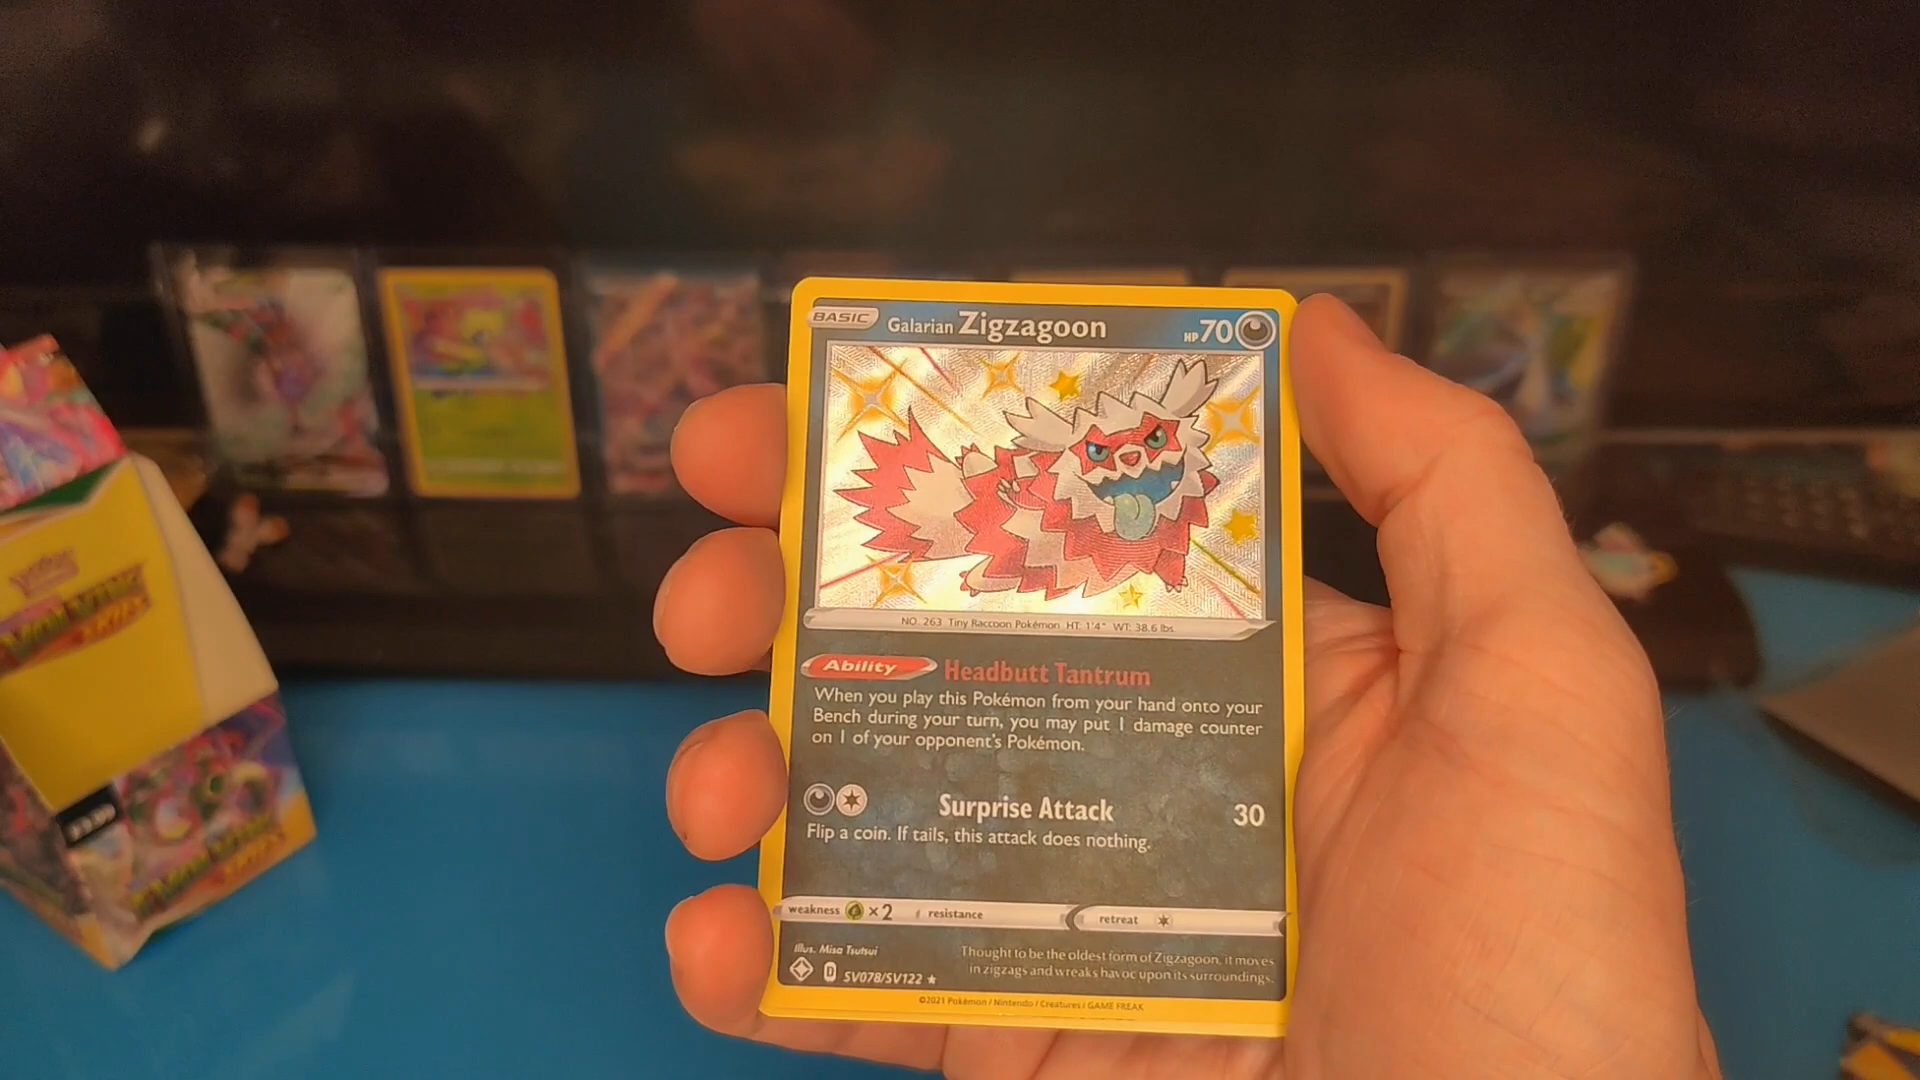 BASIC Galarian Zigzagoon HP 70
NO. 263 Tiny Raccoon Pokémon HT: 1'4" WT: 38.6 lbs.
Ability Headbutt Tantrum
When you play this Pokémon from your hand onto your
Bench during your turn, you may put 1 damage counter
on 1 of your opponent's Pokémon.
Surprise Attack 30
Flip a coin. If tails, this attack does nothing.
weakness ×2 resistance retreat
Illus. Misa Tsutsui
D SV078/SV122 ★
Thought to be the oldest form of Zigzagoon, it moves
in zigzags and wreaks havoc upon its surroundings.
©2021 Pokémon / Nintendo / Creatures / GAME FREAK